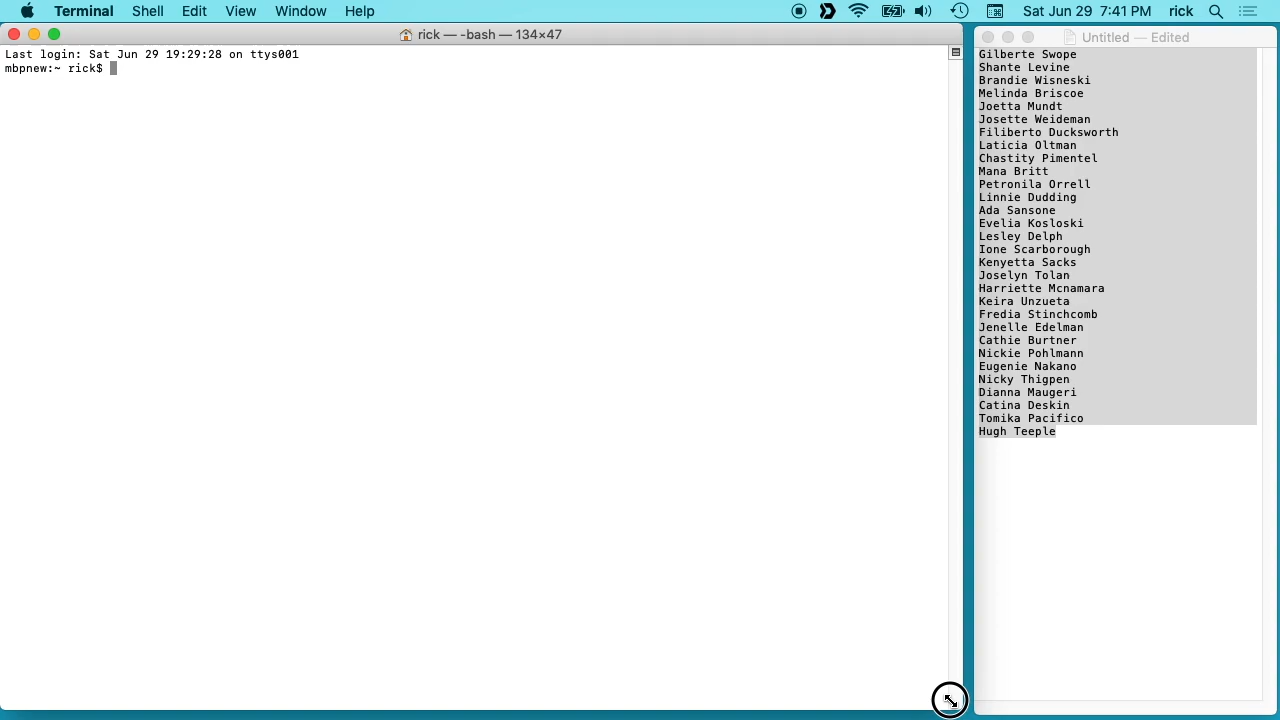 Terminal Shell Edit View Window Help Sat Jun 29 7:41 PM rick
rick — -bash — 134×47
Last login: Sat Jun 29 19:29:28 on ttys001
mbpnew:~ rick$
Untitled — Edited
Gilberte Swope
Shante Levine
Brandie Wisneski
Melinda Briscoe
Joetta Mundt
Josette Weideman
Filiberto Ducksworth
Laticia Oltman
Chastity Pimentel
Mana Britt
Petronila Orrell
Linnie Dudding
Ada Sansone
Evelia Kosloski
Lesley Delph
Ione Scarborough
Kenyetta Sacks
Joselyn Tolan
Harriette Mcnamara
Keira Unzueta
Fredia Stinchcomb
Jenelle Edelman
Cathie Burtner
Nickie Pohlmann
Eugenie Nakano
Nicky Thigpen
Dianna Maugeri
Catina Deskin
Tomika Pacifico
Hugh Teeple